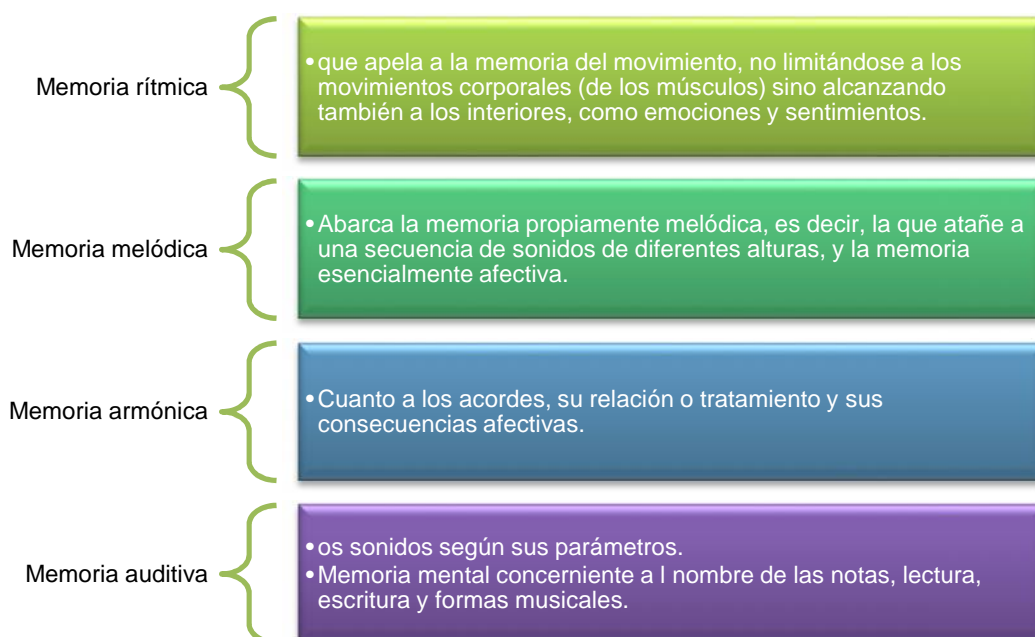 Memoria rítmica
•que apela a la memoria del movimiento, no limitándose a los
movimientos corporales (de los músculos) sino alcanzando
también a los interiores, como emociones y sentimientos.
Memoria melódica
•Abarca la memoria propiamente melódica, es decir, la que atañe a
una secuencia de sonidos de diferentes alturas, y la memoria
esencialmente afectiva.
Memoria armónica
•Cuanto a los acordes, su relación o tratamiento y sus
consecuencias afectivas.
Memoria auditiva
•os sonidos según sus parámetros.
•Memoria mental concerniente a l nombre de las notas, lectura,
escritura y formas musicales.